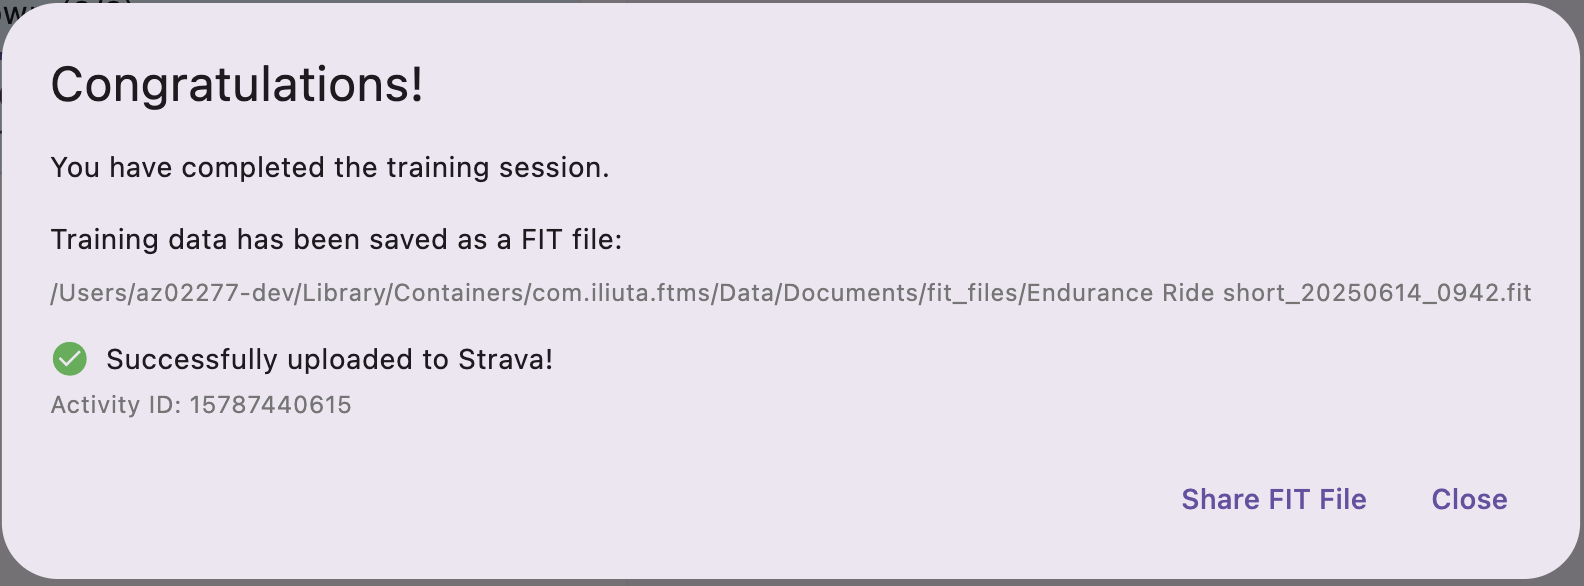 Congratulations!
You have completed the training session.
Training data has been saved as a FIT file:
/Users/az02277-dev/Library/Containers/com.iliuta.ftms/Data/Documents/fit_files/Endurance Ride short_20250614_0942.fit
Successfully uploaded to Strava!
Activity ID: 15787440615
Share FIT File
Close